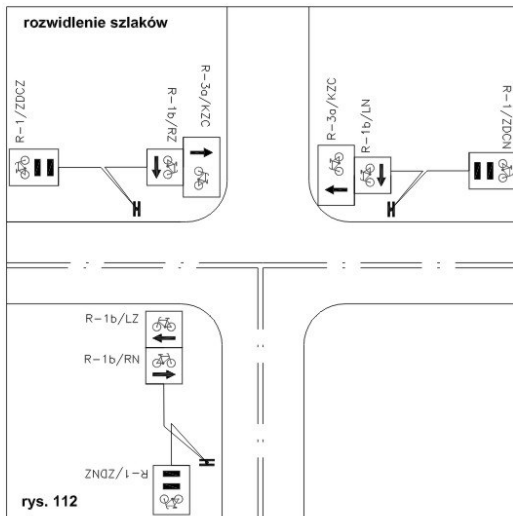 rozwidlenie szlaków
R-1/ZDCZ
R-1b/RZ
R-3a/KZC
R-3a/KZC
R-1b/LN
R-1/ZDCN
R-1b/LZ
R-1b/RN
R-1/ZDNZ
rys. 112